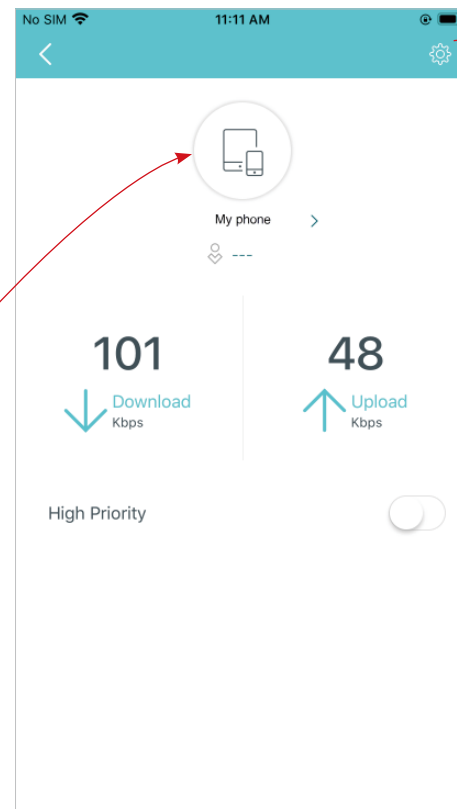 No SIM 11:11 AM
My phone
---
101 48
Download Upload
Kbps Kbps
High Priority